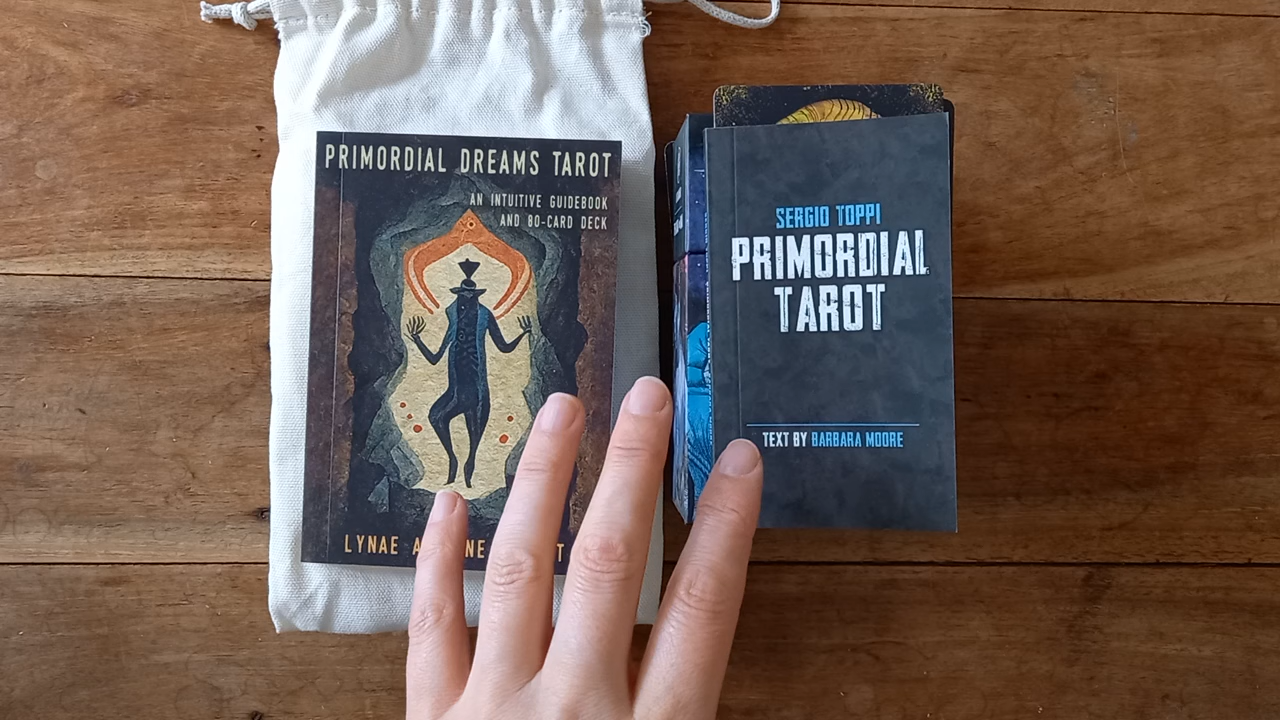 PRIMORDIAL DREAMS TAROT
AN INTUITIVE GUIDEBOOK
AND 80-CARD DECK
LYNAE
SERGIO TOPPI
PRIMORDIAL
TAROT
TEXT BY BARBARA MOORE